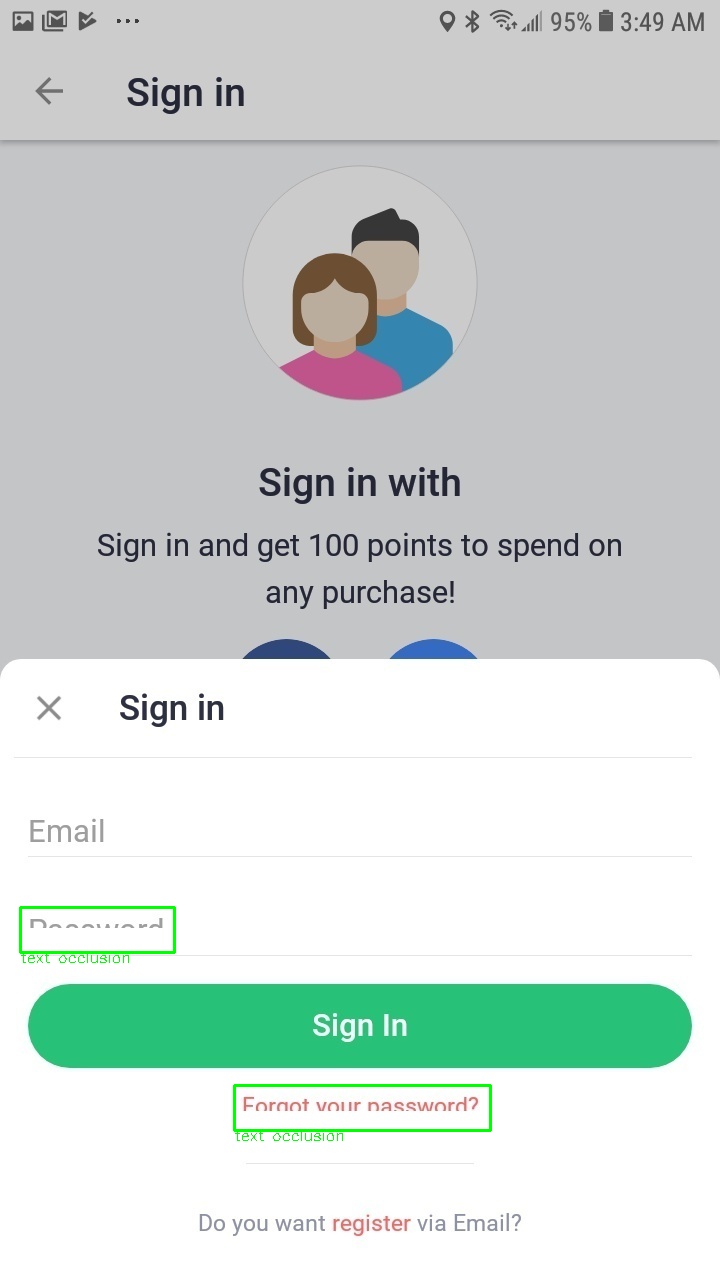 95% 3:49 AM
Sign in
Sign in with
Sign in and get 100 points to spend on
any purchase!
Sign in
Email
Password
text occlusion
Sign In
Forgot your password?
text occlusion
Do you want register via Email?